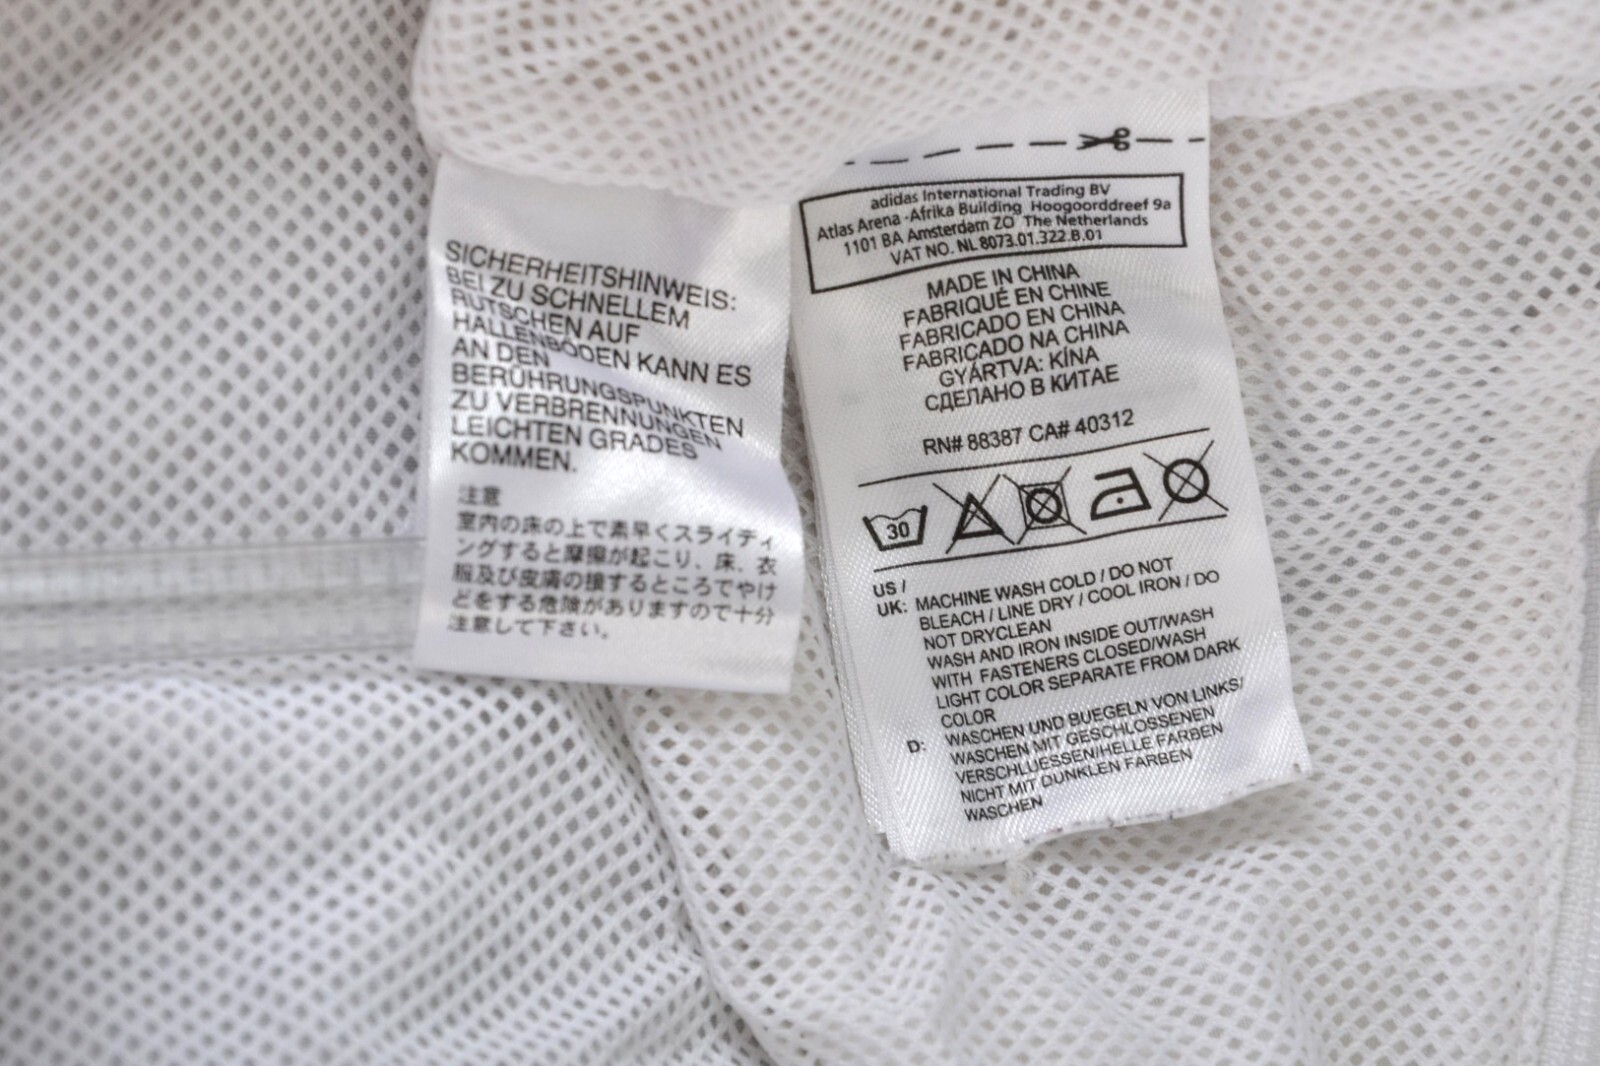 SICHERHEITSHINWEIS:
BEI ZU SCHNELLEM
RUTSCHEN AUF
HALLENBÖDEN KANN ES
AN DEN
BERÜHRUNGSPUNKTEN
ZU VERBRENNUNGEN
LEICHTEN GRADES
KOMMEN.
注意
室内の床の上で素早くスライディ
ングすると摩擦が起こり、床、衣
服及び皮膚の接するところでやけ
どをする危険がありますので十分
注意して下さい。
adidas International Trading BV
Atlas Arena -Afrika Building Hoogoorddreef 9a
1101 BA Amsterdam ZO The Netherlands
VAT NO. NL 8073.01.322.B.01
MADE IN CHINA
FABRIQUÉ EN CHINE
FABRICADO EN CHINA
FABRICADO NA CHINA
GYÁRTVA: KÍNA
СДЕЛАНО В КИТАЕ
RN# 88387 CA# 40312
30
US /
UK: MACHINE WASH COLD / DO NOT
BLEACH / LINE DRY / COOL IRON / DO
NOT DRYCLEAN
WASH AND IRON INSIDE OUT/WASH
WITH FASTENERS CLOSED/WASH
LIGHT COLOR SEPARATE FROM DARK
COLOR
D: WASCHEN UND BUEGELN VON LINKS/
WASCHEN MIT GESCHLOSSENEN
VERSCHLUESSEN/HELLE FARBEN
NICHT MIT DUNKLEN FARBEN
WASCHEN